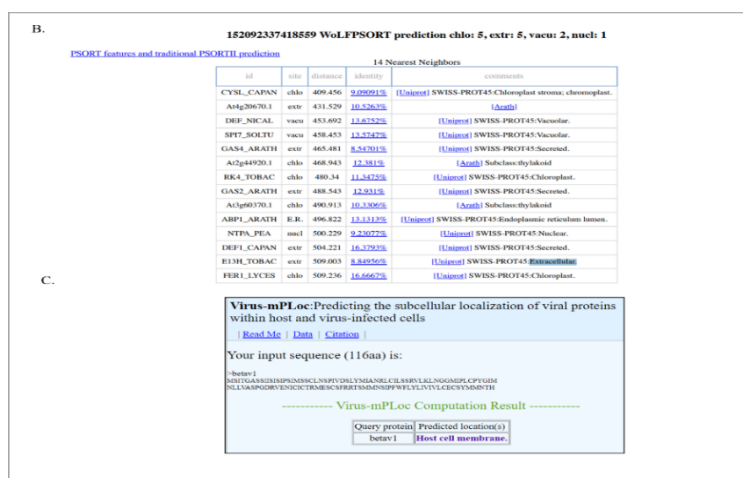 B.
152092337418559 WoLFPSORT prediction chlo: 5, extr: 5, vacu: 2, nucl: 1
PSORT features and traditional PSORTII prediction
14 Nearest Neighbors
id site distance identity comments
CYSL_CAPAN chlo 409.456 9.09091% [Uniprot] SWISS-PROT45:Chloroplast stroma; chromoplast.
At4g20670.1 extr 431.529 10.5263% [Arath]
DEF_NICAL vacu 453.692 13.6752% [Uniprot] SWISS-PROT45:Vacuolar.
SPI7_SOLTU vacu 458.453 13.5747% [Uniprot] SWISS-PROT45:Vacuolar.
GAS4_ARATH extr 465.481 8.54701% [Uniprot] SWISS-PROT45:Secreted.
At2g44920.1 chlo 468.943 12.381% [Arath] Subclass:thylakoid
RK4_TOBAC chlo 480.34 11.3475% [Uniprot] SWISS-PROT45:Chloroplast.
GAS2_ARATH extr 488.543 12.931% [Uniprot] SWISS-PROT45:Secreted.
At3g60370.1 chlo 490.913 10.3306% [Arath] Subclass:thylakoid
ABP1_ARATH E.R. 496.822 13.1313% [Uniprot] SWISS-PROT45:Endoplasmic reticulum lumen.
NTPA_PEA nucl 500.229 9.23077% [Uniprot] SWISS-PROT45:Nuclear.
DEF1_CAPAN extr 504.221 16.3793% [Uniprot] SWISS-PROT45:Secreted.
E13H_TOBAC extr 509.003 8.84956% [Uniprot] SWISS-PROT45:Extracellular.
FER1_LYCES chlo 509.236 16.6667% [Uniprot] SWISS-PROT45:Chloroplast.
C.
Virus-mPLoc:Predicting the subcellular localization of viral proteins
within host and virus-infected cells
| Read Me | Data | Citation |
Your input sequence (116aa) is:
>betav1
---------- Virus-mPLoc Computation Result ----------
Query protein Predicted location(s)
betav1 Host cell membrane.